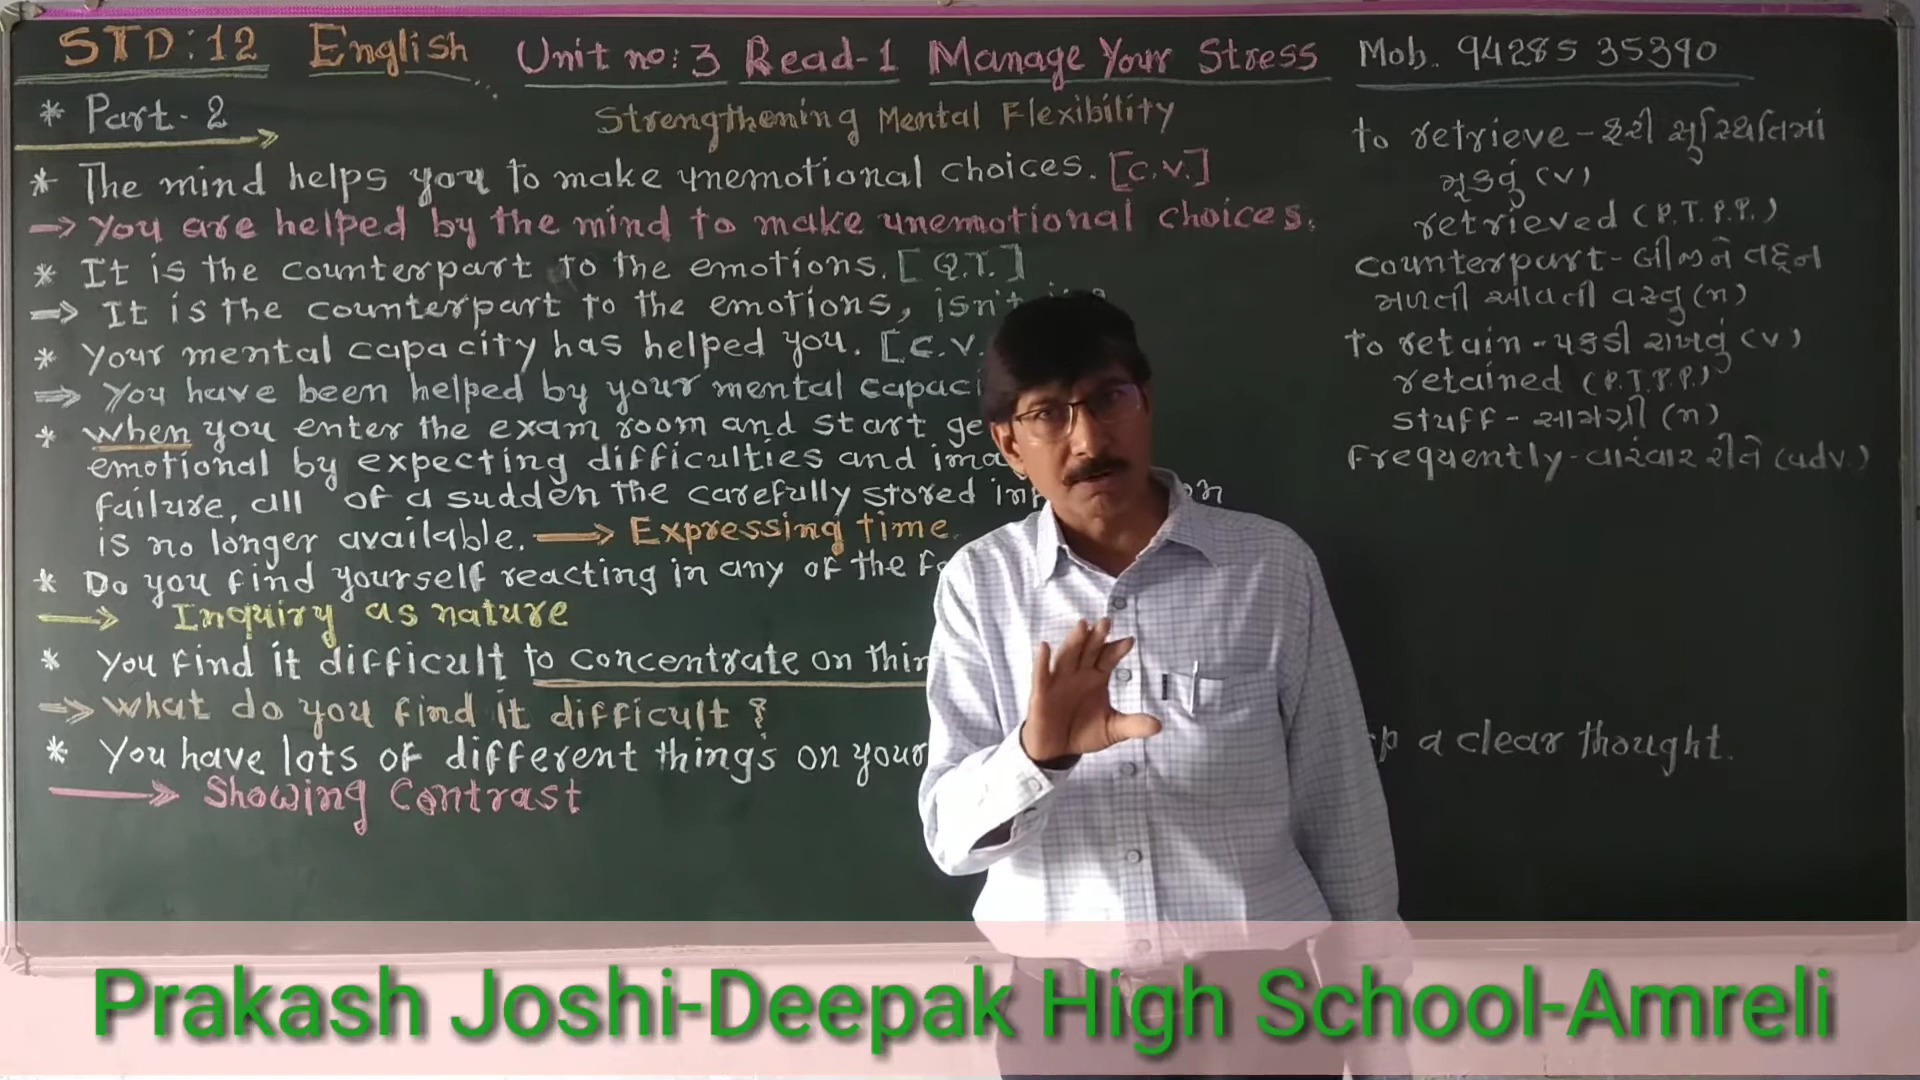 STD:12 English Unit no:3 Read-1 Manage Your Stress Mob. 94285 35390
* Part-2 Strengthening Mental Flexibility
* The mind helps you to make unemotional choices. [C.V.]
→ You are helped by the mind to make unemotional choices.
* It is the counterpart to the emotions. [Q.T.]
⇒ It is the counterpart to the emotions, isn't
* Your mental capacity has helped you. [C.V.
⇒ You have been helped by your mental
* When you enter the exam room and start
emotional by expecting difficulties and
failure, all of a sudden the carefully stored
is no longer available. → Expressing time.
* Do you find yourself reacting in any of the
→ Inquiry as nature
* You find it difficult to concentrate on
⇒ What do you find it difficult ?
* You have lots of different things on your a clear thought.
→ Showing Contrast
to retrieve - ફરી સુસ્થિતિમાં
મૂકવું (v)
retrieved (P.T. P.P.)
counterpart - બીજાને તદ્દન
મળતી આવતી વસ્તુ (n)
to retain - પકડી રાખવું (v)
retained (P.T. P.P.)
stuff - સામગ્રી (n)
Frequently - વારંવાર રીતે (adv.)
Prakash Joshi-Deepak High School-Amreli